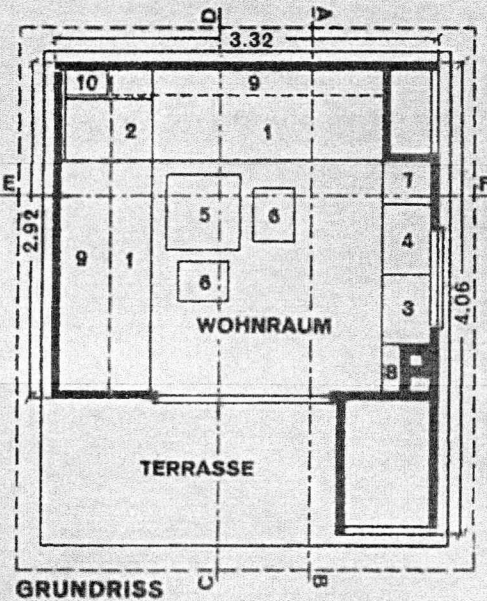 D A
3.32
10 9
2 1
E F
7
5 6
2.92
9 1 4
6 3 4.06
WOHNRAUM
8
TERRASSE
C B
GRUNDRISS